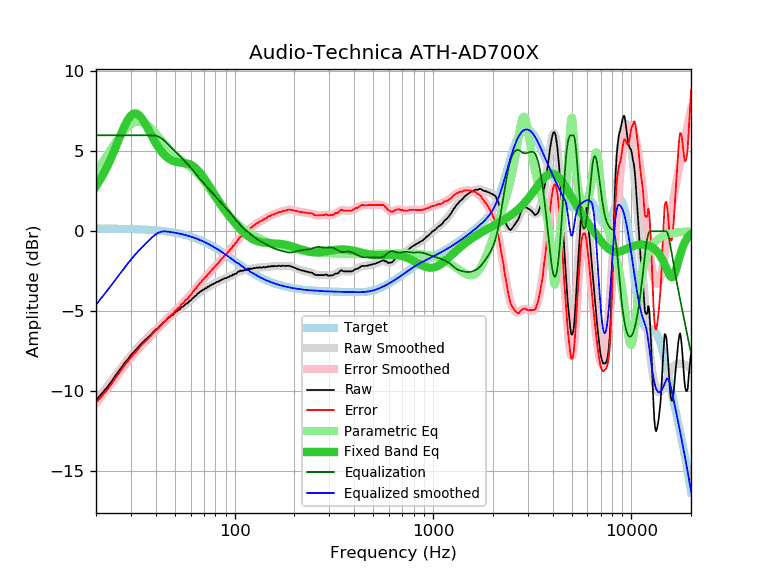 Audio-Technica ATH-AD700X
10
5
0
−5
−10
−15
Amplitude (dBr)
Target
Raw Smoothed
Error Smoothed
Raw
Error
Parametric Eq
Fixed Band Eq
Equalization
Equalized smoothed
100 1000 10000
Frequency (Hz)